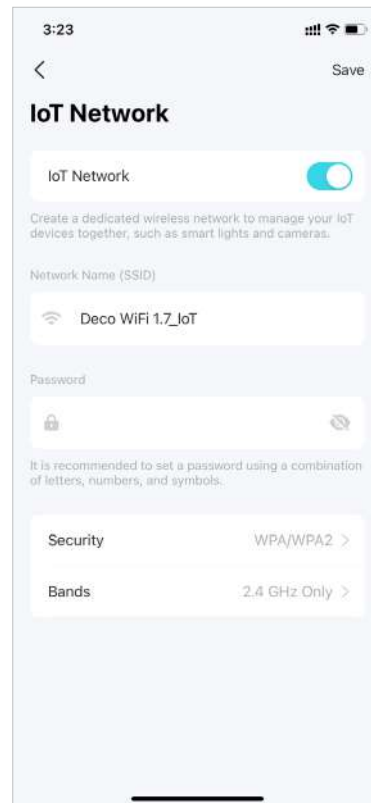 3:23
Save
IoT Network
IoT Network
Create a dedicated wireless network to manage your IoT
devices together, such as smart lights and cameras.
Network Name (SSID)
Deco WiFi 1.7_IoT
Password
It is recommended to set a password using a combination
of letters, numbers, and symbols.
Security WPA/WPA2 >
Bands 2.4 GHz Only >